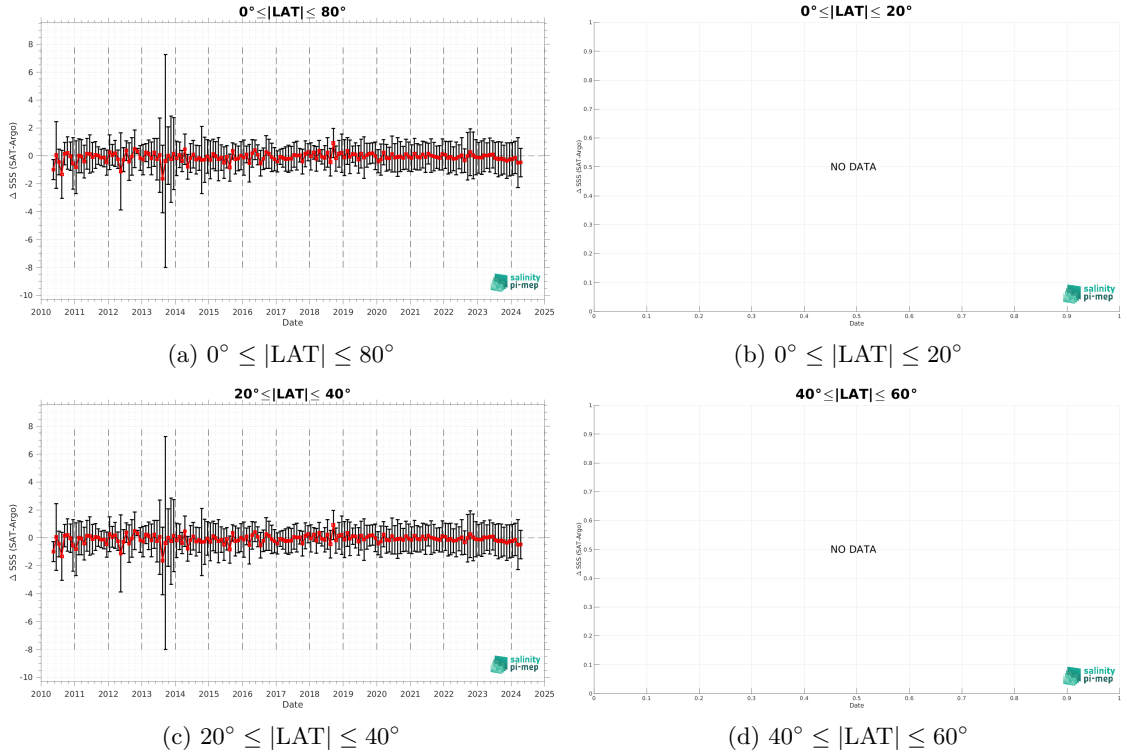 0°≤|LAT|≤ 80°
Δ SSS (SAT-Argo)
8
6
4
2
0
-2
-4
-6
-8
-10
2010 2011 2012 2013 2014 2015 2016 2017 2018 2019 2020 2021 2022 2023 2024 2025
Date
salinity
pi-mep
(a) 0° ≤ |LAT| ≤ 80°
0°≤|LAT|≤ 20°
Δ SSS (SAT-Argo)
1
0.9
0.8
0.7
0.6
0.5
0.4
0.3
0.2
0.1
0
NO DATA
0 0.1 0.2 0.3 0.4 0.5 0.6 0.7 0.8 0.9 1
Date
salinity
pi-mep
(b) 0° ≤ |LAT| ≤ 20°
20°≤|LAT|≤ 40°
Δ SSS (SAT-Argo)
8
6
4
2
0
-2
-4
-6
-8
-10
2010 2011 2012 2013 2014 2015 2016 2017 2018 2019 2020 2021 2022 2023 2024 2025
Date
salinity
pi-mep
(c) 20° ≤ |LAT| ≤ 40°
40°≤|LAT|≤ 60°
Δ SSS (SAT-Argo)
1
0.9
0.8
0.7
0.6
0.5
0.4
0.3
0.2
0.1
0
NO DATA
0 0.1 0.2 0.3 0.4 0.5 0.6 0.7 0.8 0.9 1
Date
salinity
pi-mep
(d) 40° ≤ |LAT| ≤ 60°